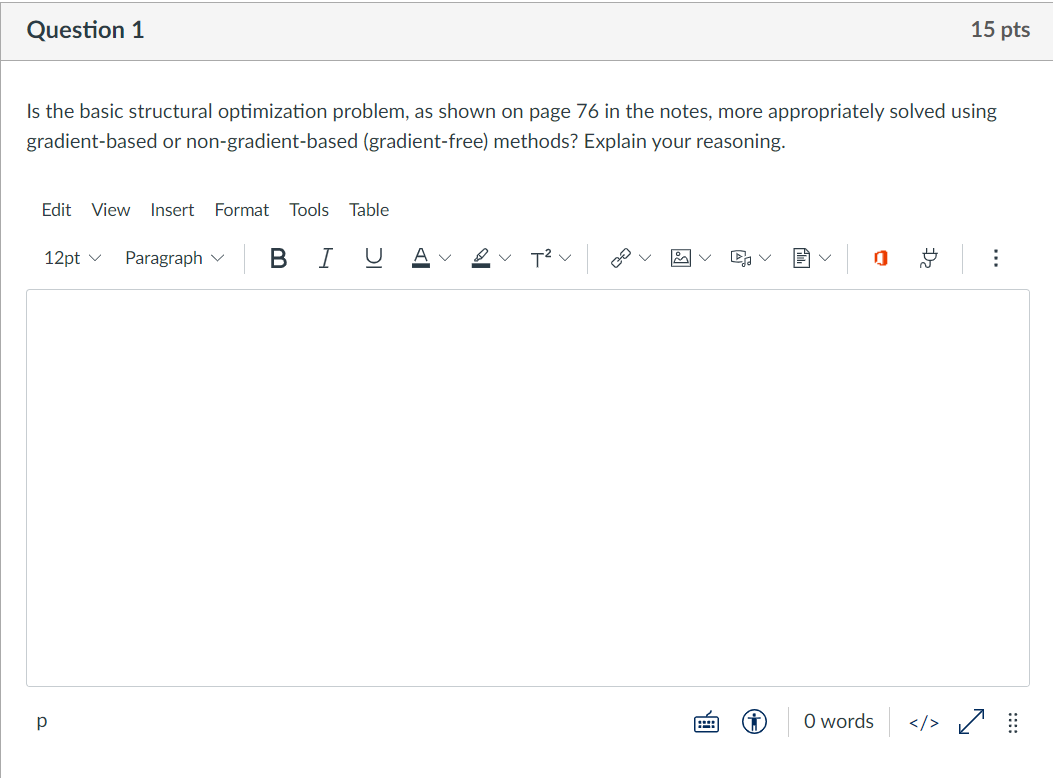 Question 1 15 pts
Is the basic structural optimization problem, as shown on page 76 in the notes, more appropriately solved using
gradient-based or non-gradient-based (gradient-free) methods? Explain your reasoning.
Edit View Insert Format Tools Table
12pt Paragraph B I U A T²
p 0 words </>